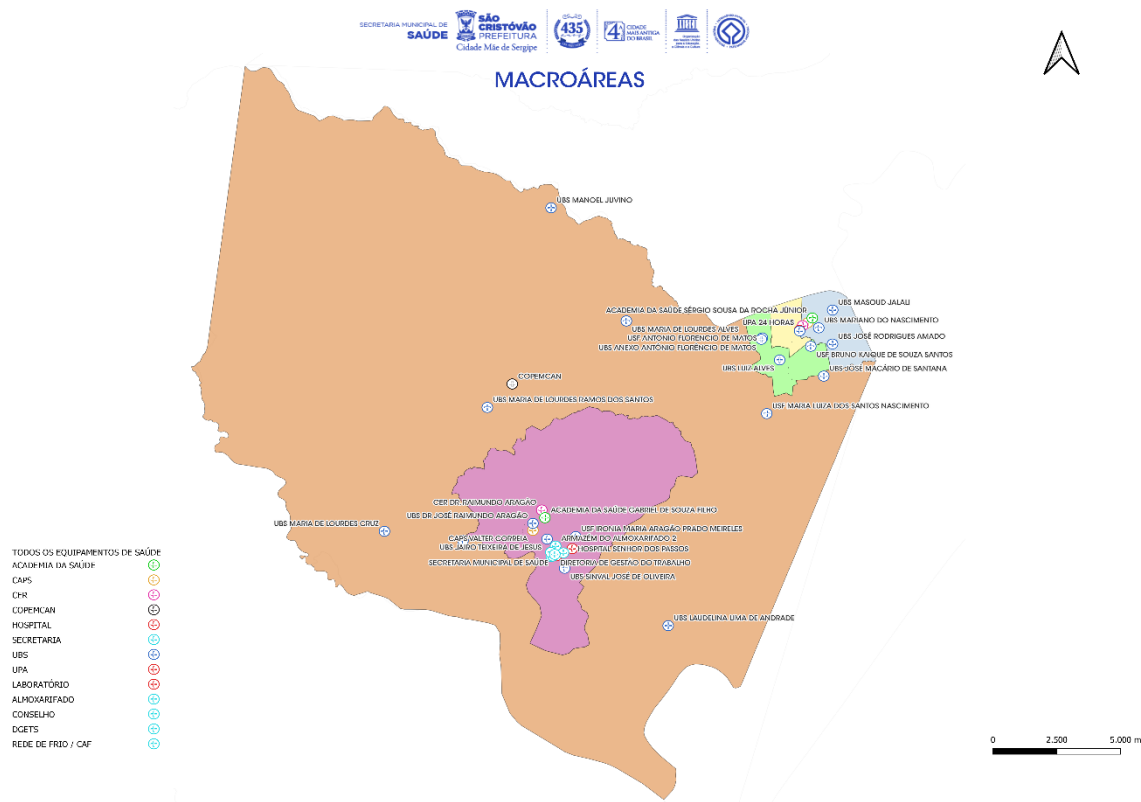 SECRETARIA MUNICIPAL DE
SAÚDE
SÃO
CRISTÓVÃO
PREFEITURA
Cidade Mãe de Sergipe
435
4ª
CIDADE
MAIS ANTIGA
DO BRASIL
MACROÁREAS
UBS MANOEL JUVINO
UBS MASOUD JALALI
ACADEMIA DA SAÚDE SÉRGIO SOUSA DA ROCHA JÚNIOR
UPA 24 HORAS
UBS MARIANO DO NASCIMENTO
UBS MARIA DE LOURDES ALVES
USF ANTONIO FLORENCIO DE MATOS
UBS JOSÉ RODRIGUES AMADO
UBS ANEXO ANTONIO FLORENCIO DE MATOS
USF BRUNO KAIQUE DE SOUZA SANTOS
UBS LUIZ ALVES
UBS JOSÉ MACÁRIO DE SANTANA
COPEMCAN
UBS MARIA DE LOURDES RAMOS DOS SANTOS
USF MARIA LUIZA DOS SANTOS NASCIMENTO
CER DR. RAIMUNDO ARAGÃO
ACADEMIA DA SAÚDE GABRIEL DE SOUZA FILHO
UBS DR JOSÉ RAIMUNDO ARAGÃO
UBS MARIA DE LOURDES CRUZ
USF IRONIA MARIA ARAGÃO PRADO MEIRELES
CAPS VALTER CORREIA
ARMAZÉM DO ALMOXARIFADO 2
UBS JAIRO TEIXEIRA DE JESUS
HOSPITAL SENHOR DOS PASSOS
SECRETARIA MUNICIPAL DE SAÚDE
DIRETORIA DE GESTÃO DO TRABALHO
UBS SINVAL JOSÉ DE OLIVEIRA
UBS LAUDELINA LIMA DE ANDRADE
TODOS OS EQUIPAMENTOS DE SAÚDE
ACADEMIA DA SAÚDE
CAPS
CER
COPEMCAN
HOSPITAL
SECRETARIA
UBS
UPA
LABORATÓRIO
ALMOXARIFADO
CONSELHO
DGETS
REDE DE FRIO / CAF
0 2.500 5.000 m